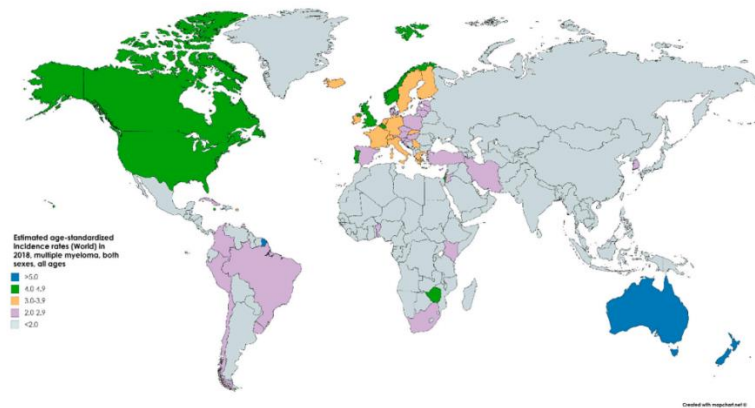 Estimated age-standardized
incidence rates (World) in
2018, multiple myeloma, both
sexes, all ages
>5.0
4.0 4.9
3.0-3.9
2.0 2.9
<2.0
Created with mapchart.net ©